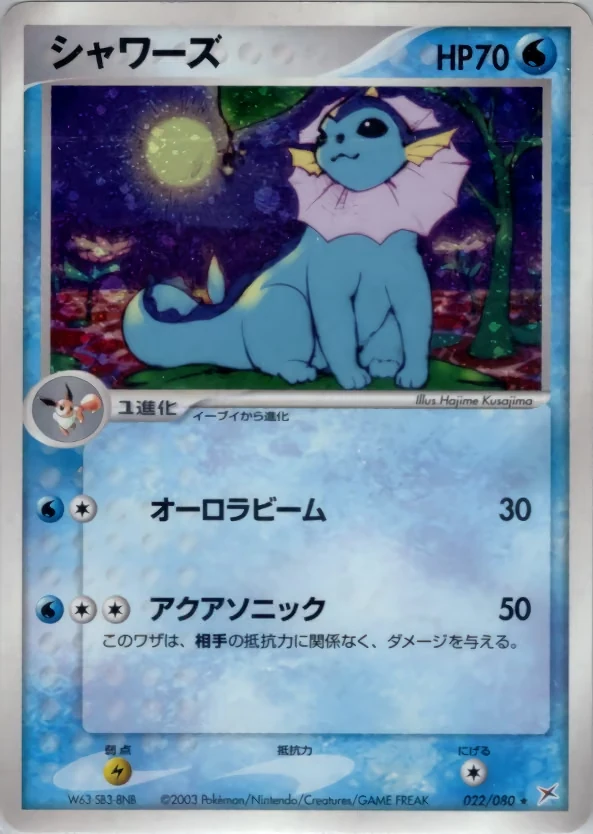 シャワーズ HP70
Illus. Hajime Kusajima
1進化 イーブイから進化
オーロラビーム 30
アクアソニック 50
このワザは、相手の抵抗力に関係なく、ダメージを与える。
弱点 抵抗力 にげる
W63-SB3-8NB ©2003 Pokémon/Nintendo/Creatures/GAME FREAK 022/080 ★